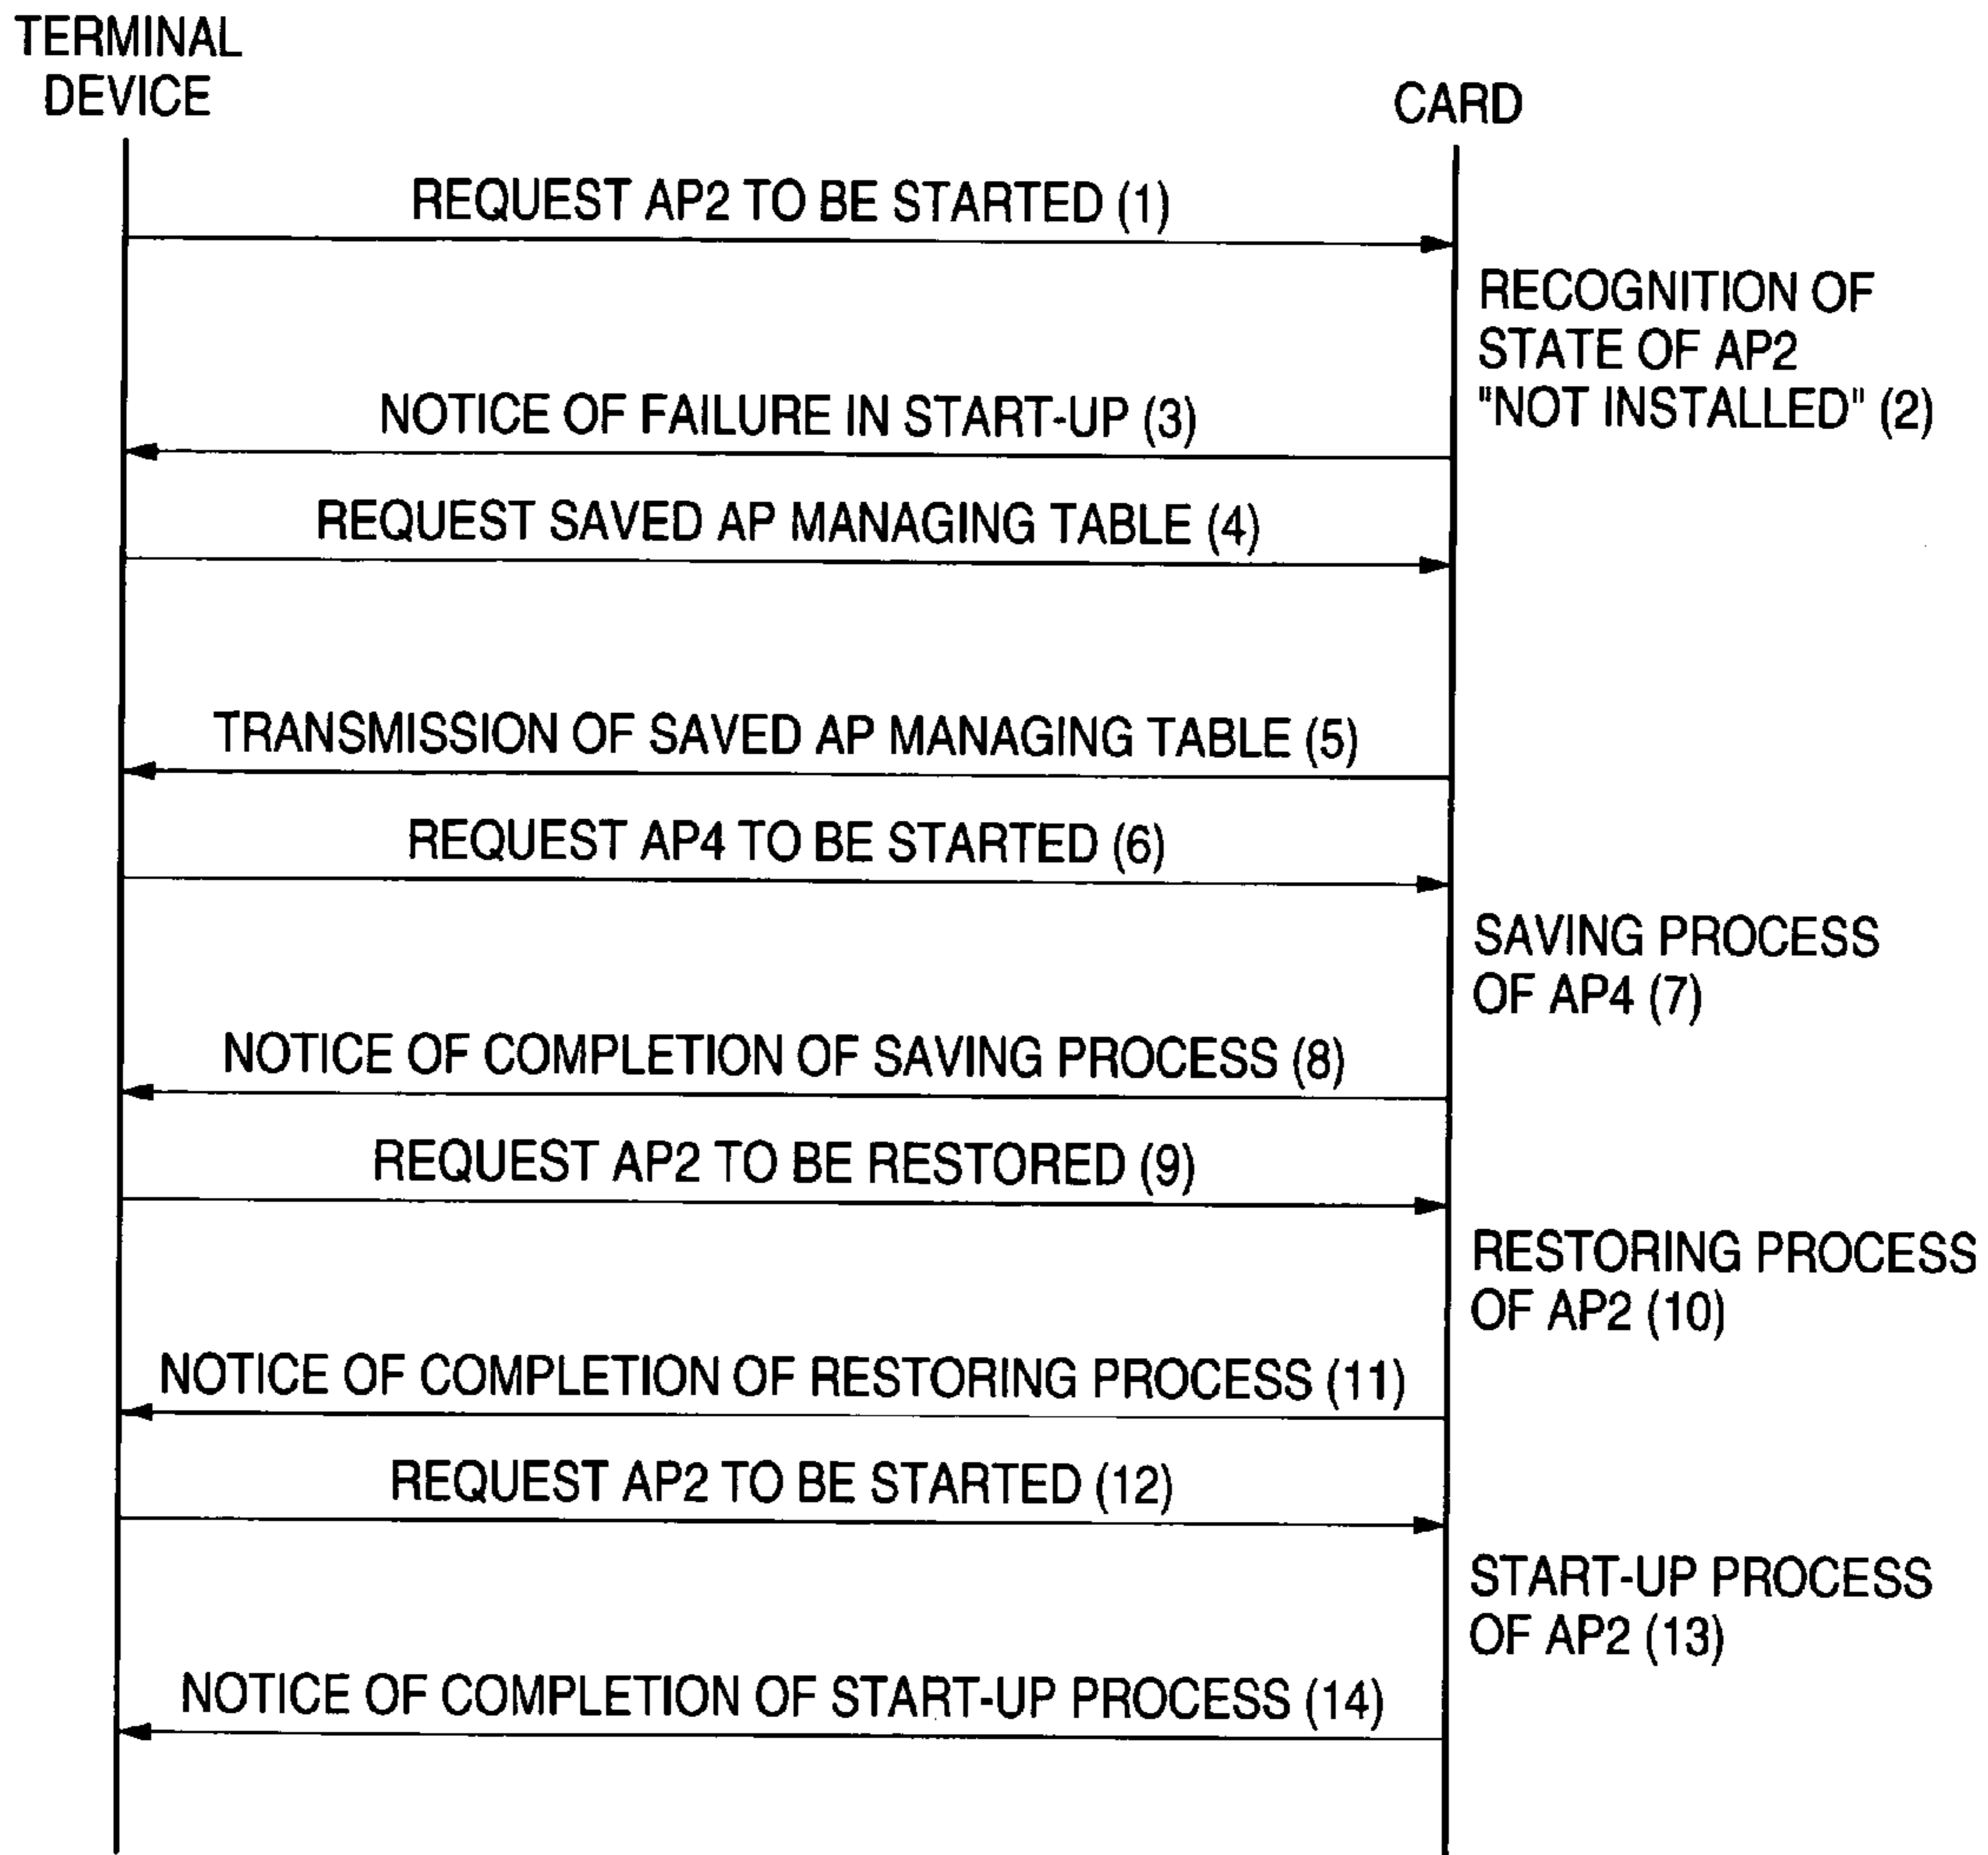 TERMINAL
DEVICE
CARD
REQUEST AP2 TO BE STARTED (1)
RECOGNITION OF
STATE OF AP2
"NOT INSTALLED" (2)
NOTICE OF FAILURE IN START-UP (3)
REQUEST SAVED AP MANAGING TABLE (4)
TRANSMISSION OF SAVED AP MANAGING TABLE (5)
REQUEST AP4 TO BE STARTED (6)
SAVING PROCESS
OF AP4 (7)
NOTICE OF COMPLETION OF SAVING PROCESS (8)
REQUEST AP2 TO BE RESTORED (9)
RESTORING PROCESS
OF AP2 (10)
NOTICE OF COMPLETION OF RESTORING PROCESS (11)
REQUEST AP2 TO BE STARTED (12)
START-UP PROCESS
OF AP2 (13)
NOTICE OF COMPLETION OF START-UP PROCESS (14)